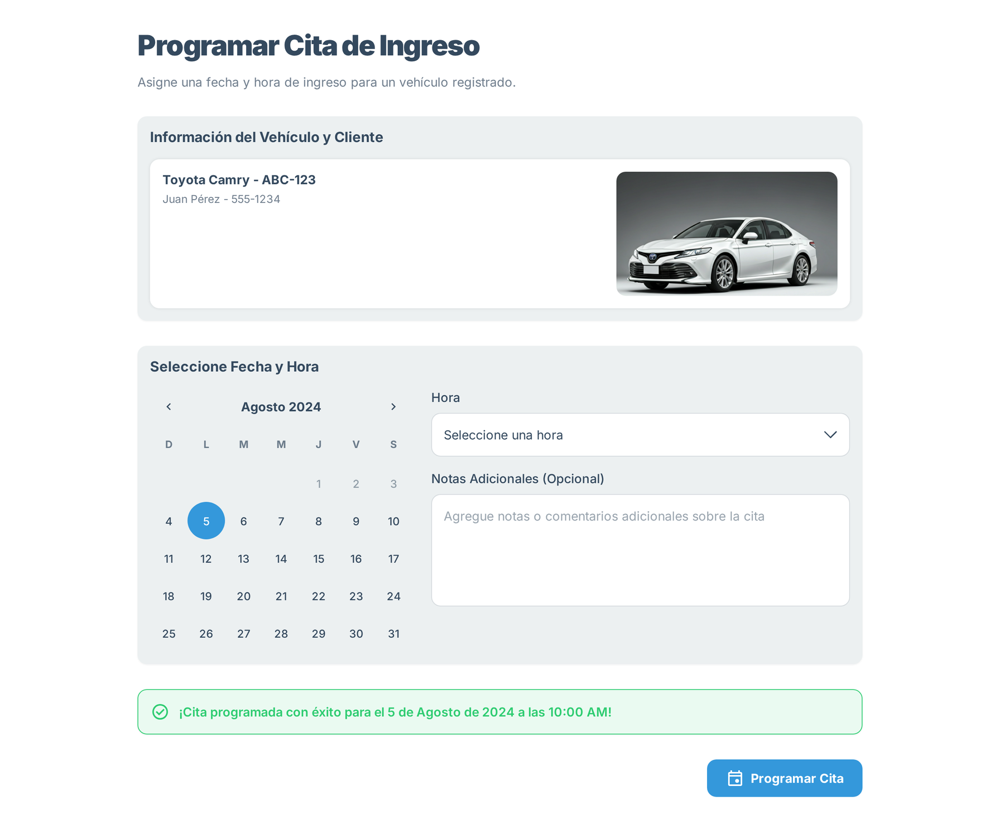 Programar Cita de Ingreso
Asigne una fecha y hora de ingreso para un vehículo registrado.
Información del Vehículo y Cliente
Toyota Camry - ABC-123
Juan Pérez - 555-1234
Seleccione Fecha y Hora
Agosto 2024
D L M M J V S
1 2 3
4 5 6 7 8 9 10
11 12 13 14 15 16 17
18 19 20 21 22 23 24
25 26 27 28 29 30 31
Hora
Seleccione una hora
Notas Adicionales (Opcional)
Agregue notas o comentarios adicionales sobre la cita
¡Cita programada con éxito para el 5 de Agosto de 2024 a las 10:00 AM!
Programar Cita